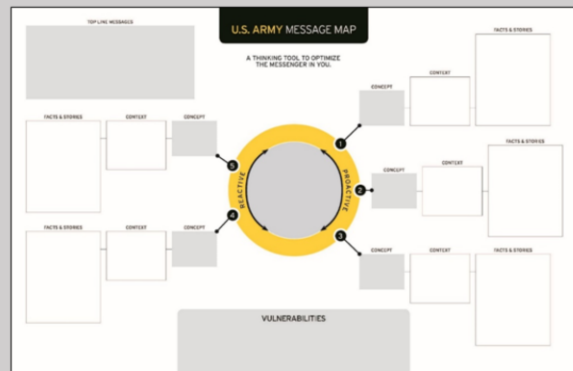 TOP LINE MESSAGES
U.S. ARMY MESSAGE MAP
A THINKING TOOL TO OPTIMIZE
THE MESSENGER IN YOU.
CONCEPT
CONTEXT
FACTS & STORIES
1
FACTS & STORIES
CONTEXT
CONCEPT
5
CONCEPT
CONTEXT
FACTS & STORIES
2
REACTIVE
PROACTIVE
FACTS & STORIES
CONTEXT
CONCEPT
4
3
CONCEPT
CONTEXT
FACTS & STORIES
VULNERABILITIES